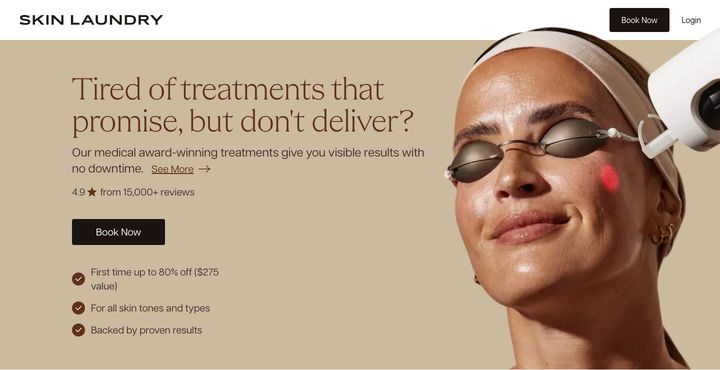 SKIN LAUNDRY
Book Now
Login
Tired of treatments that
promise, but don't deliver?
Our medical award-winning treatments give you visible results with
no downtime. See More →
4.9 ★ from 15,000+ reviews
Book Now
First time up to 80% off ($275
value)
For all skin tones and types
Backed by proven results